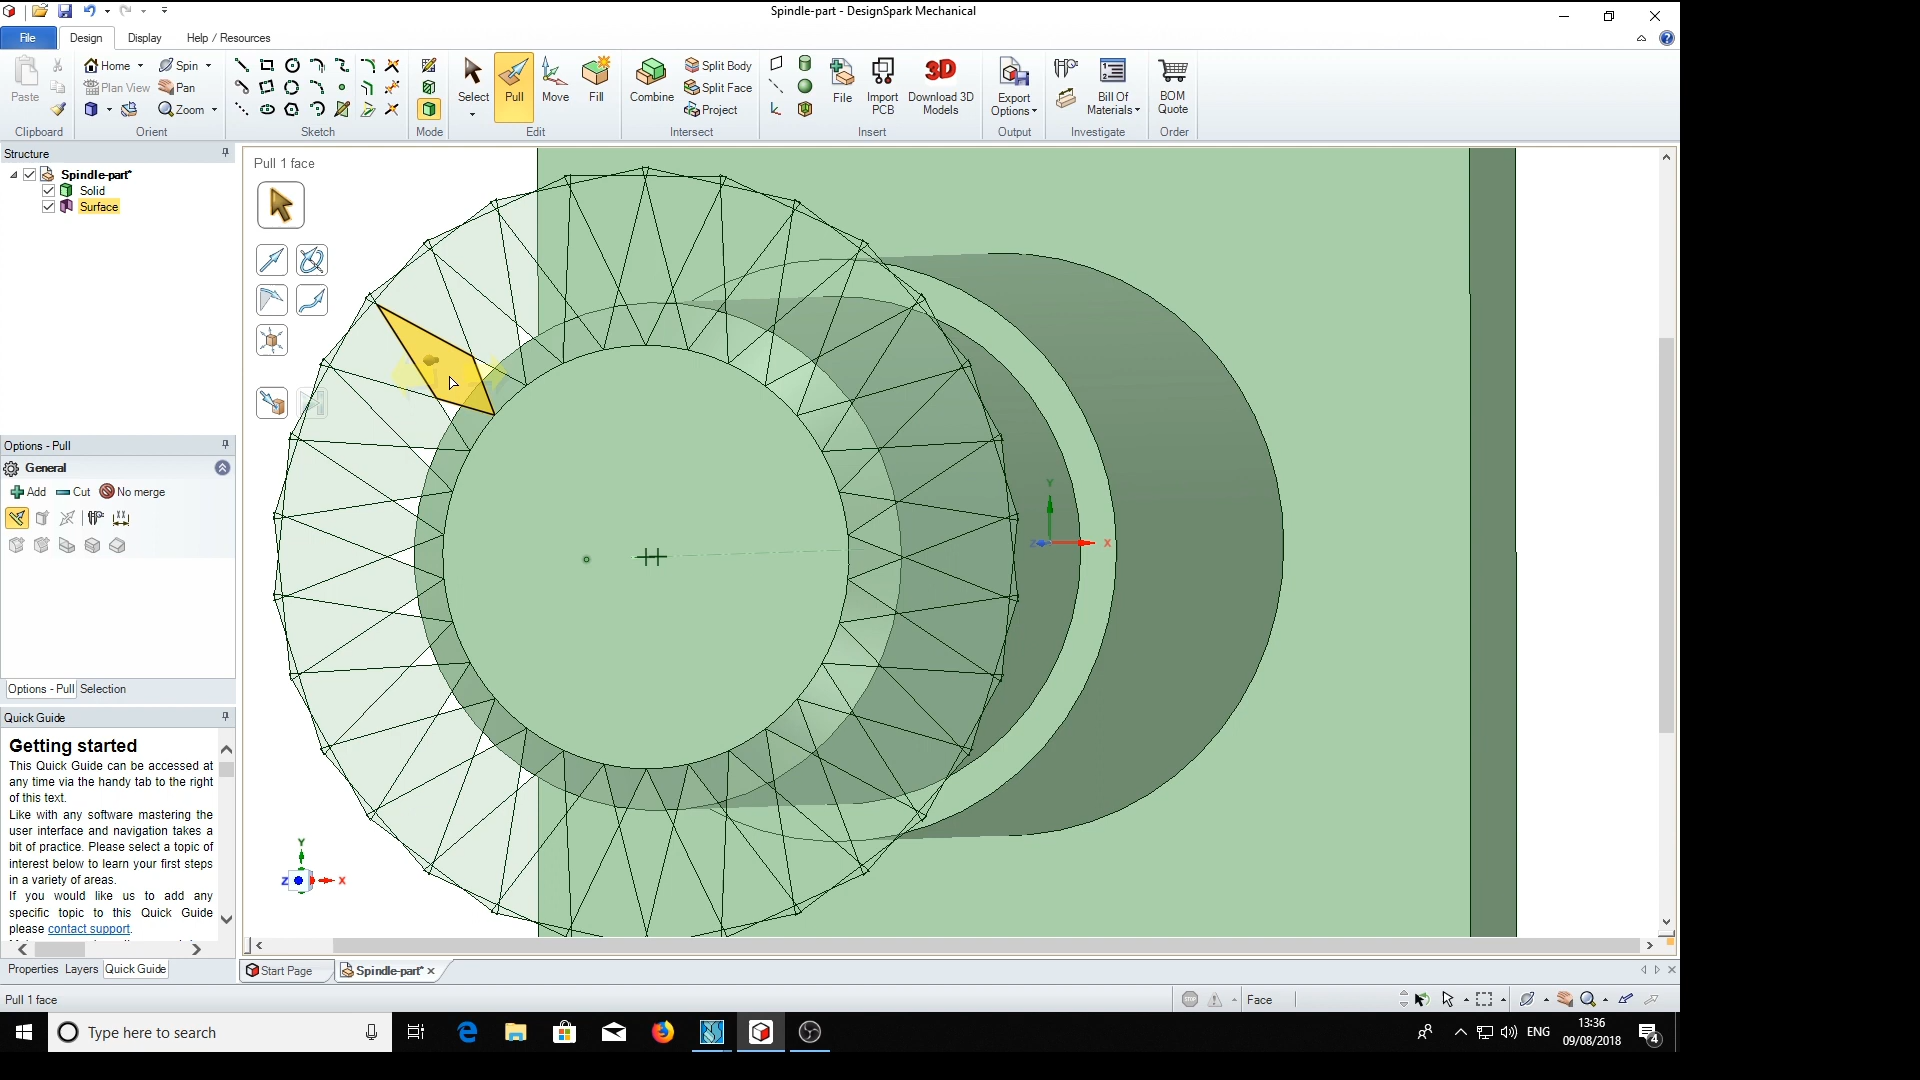 Spindle-part - DesignSpark Mechanical
File Design Display Help / Resources
Paste
Home
Plan View
Spin
Pan
Zoom
Select Pull Move Fill
Combine
Split Body
Split Face
Project
File
Import PCB
3D
Download 3D Models
Export Options
Bill Of Materials
BOM Quote
Clipboard Orient Sketch Mode Edit Intersect Insert Output Investigate Order
Structure
Spindle-part*
Solid
Surface
Pull 1 face
Y
Z X
Y
Z X
Options - Pull
General
Add Cut No merge
Options - Pull Selection
Quick Guide
Getting started
This Quick Guide can be accessed at
any time via the handy tab to the right
of this text.
Like with any software mastering the
user interface and navigation takes a
bit of practice. Please select a topic of
interest below to learn your first steps
in a variety of areas.
If you would like us to add any
specific topic to this Quick Guide
please contact support.
Properties Layers Quick Guide
Start Page Spindle-part*
Pull 1 face
Face
Type here to search
ENG
13:36
09/08/2018
4